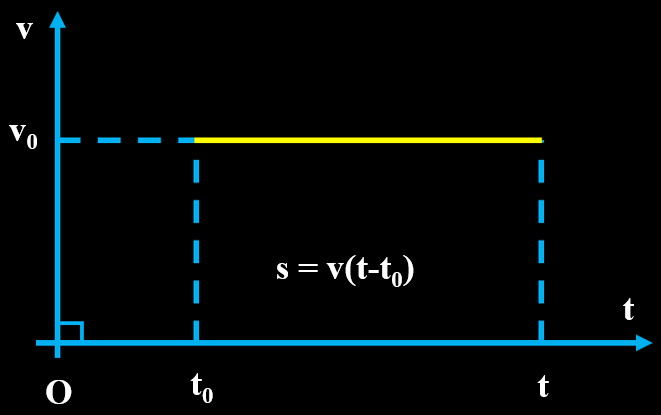 v
v₀
s = v(t-t₀)
t
O
t₀
t